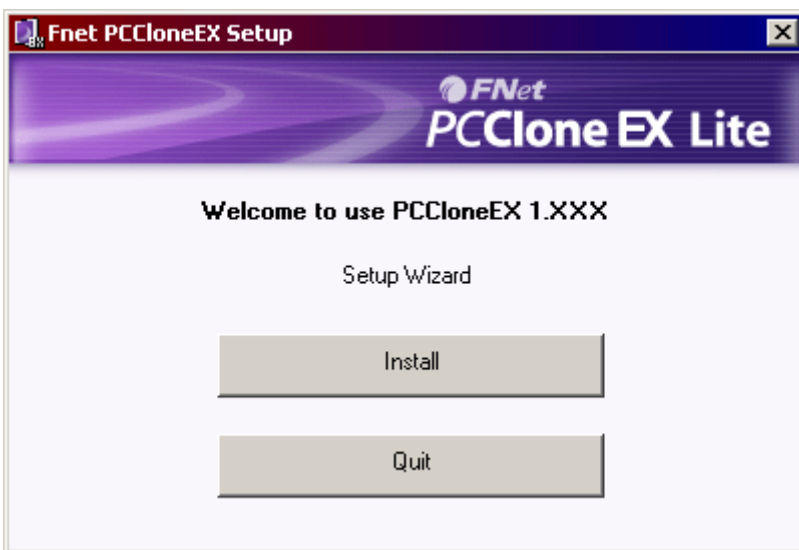 Fnet PCCloneEX Setup
FNet
PCClone EX Lite
Welcome to use PCCloneEX 1.XXX
Setup Wizard
Install
Quit